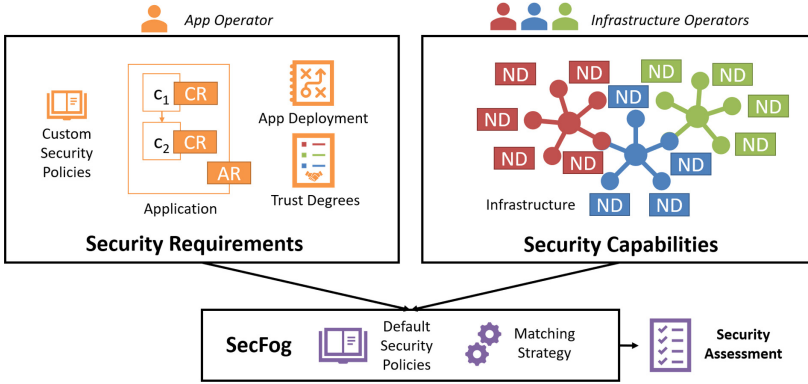 App Operator
Infrastructure Operators
Custom
Security
Policies
c1
CR
c2
CR
AR
Application
App Deployment
Trust Degrees
Security Requirements
ND
ND
ND
ND
ND
ND
ND
ND
ND
ND
ND
ND
ND
Infrastructure
Security Capabilities
SecFog
Default
Security
Policies
Matching
Strategy
Security
Assessment